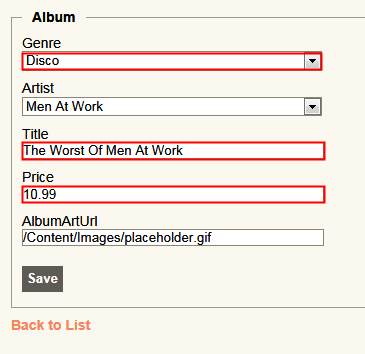 Album
Genre
Disco
Artist
Men At Work
Title
The Worst Of Men At Work
Price
10.99
AlbumArtUrl
/Content/Images/placeholder.gif
Save
Back to List